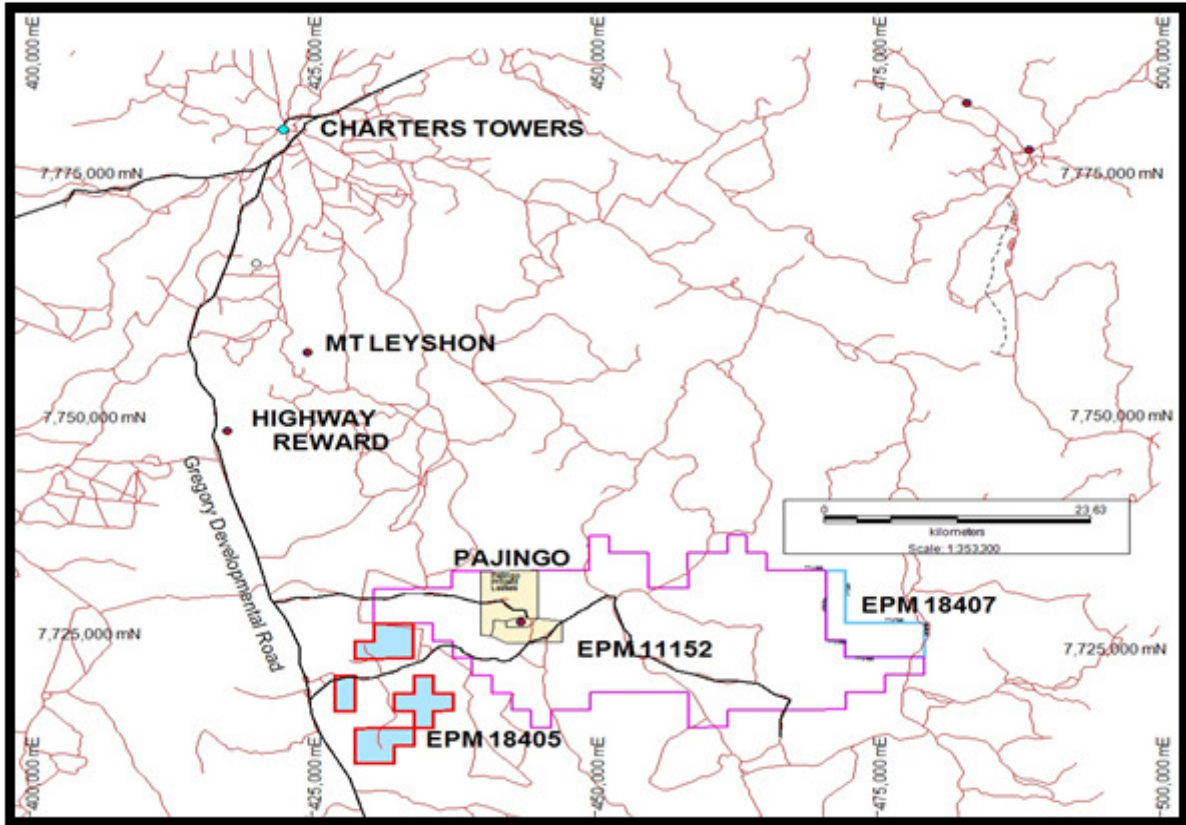 400,000 mE
425,000 mE
450,000 mE
475,000 mE
500,000 mE
CHARTERS TOWERS
7,775,000 mN
7,775,000 mN
MT LEYSHON
7,750,000 mN
HIGHWAY
REWARD
7,750,000 mN
Gregory Developmental Road
0 23.63
kilometers
Scale: 1:353,300
PAJINGO
EPM 18407
7,725,000 mN
EPM 11152
7,725,000 mN
EPM 18405
400,000 mE
425,000 mE
450,000 mE
475,000 mE
500,000 mE